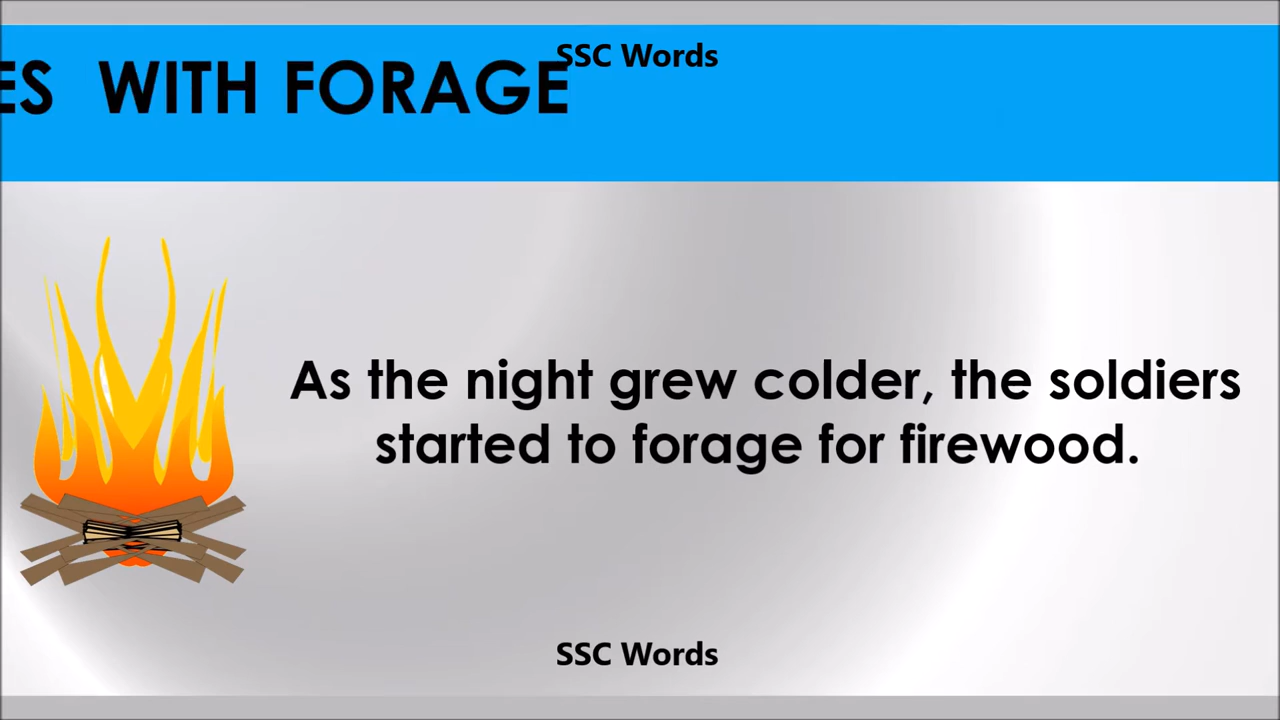 SSC Words
ES WITH FORAGE
As the night grew colder, the soldiers
started to forage for firewood.
SSC Words